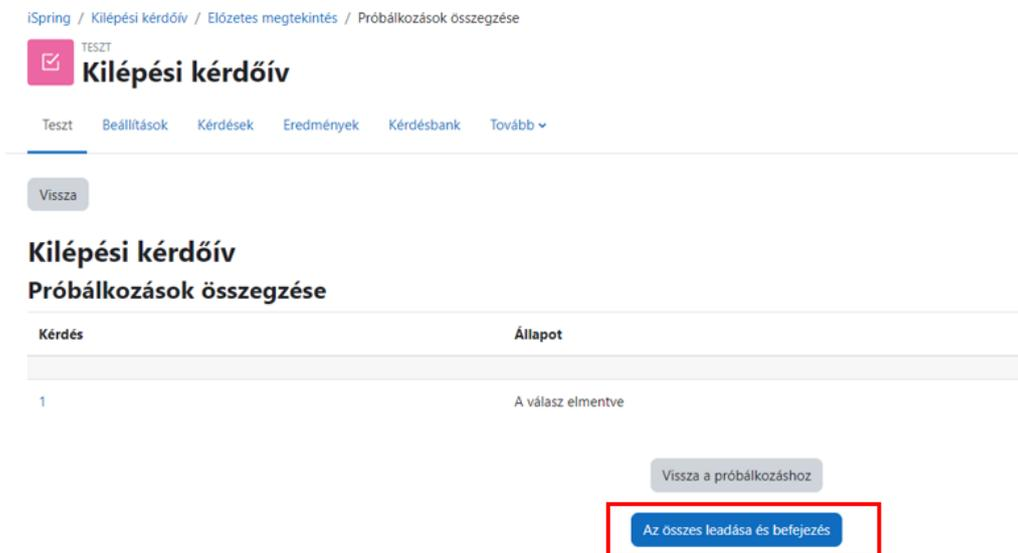 iSpring / Kilépési kérdőív / Előzetes megtekintés / Próbálkozások összegzése
TESZT
Kilépési kérdőív
Teszt Beállítások Kérdések Eredmények Kérdésbank Tovább
Vissza
Kilépési kérdőív
Próbálkozások összegzése
Kérdés Állapot
1 A válasz elmentve
Vissza a próbálkozáshoz
Az összes leadása és befejezés